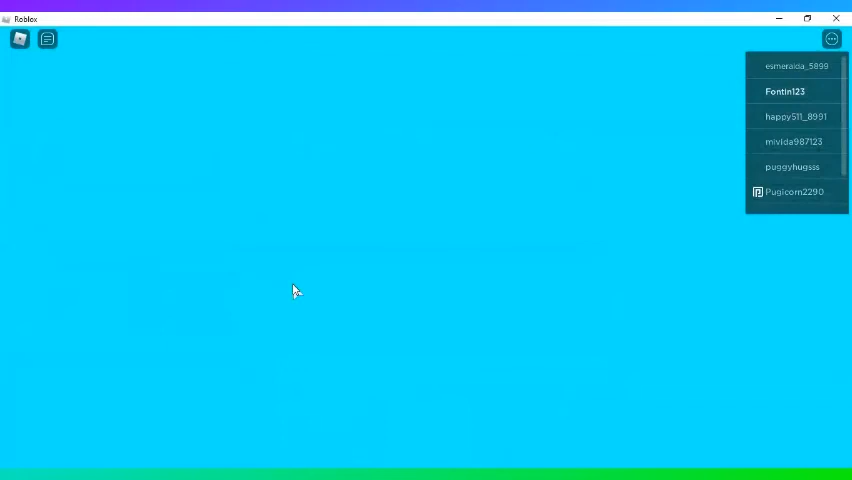 Roblox
esmeralda_5899
Fontin123
happy511_8991
mivida987123
puggyhugsss
Pugicorn2290